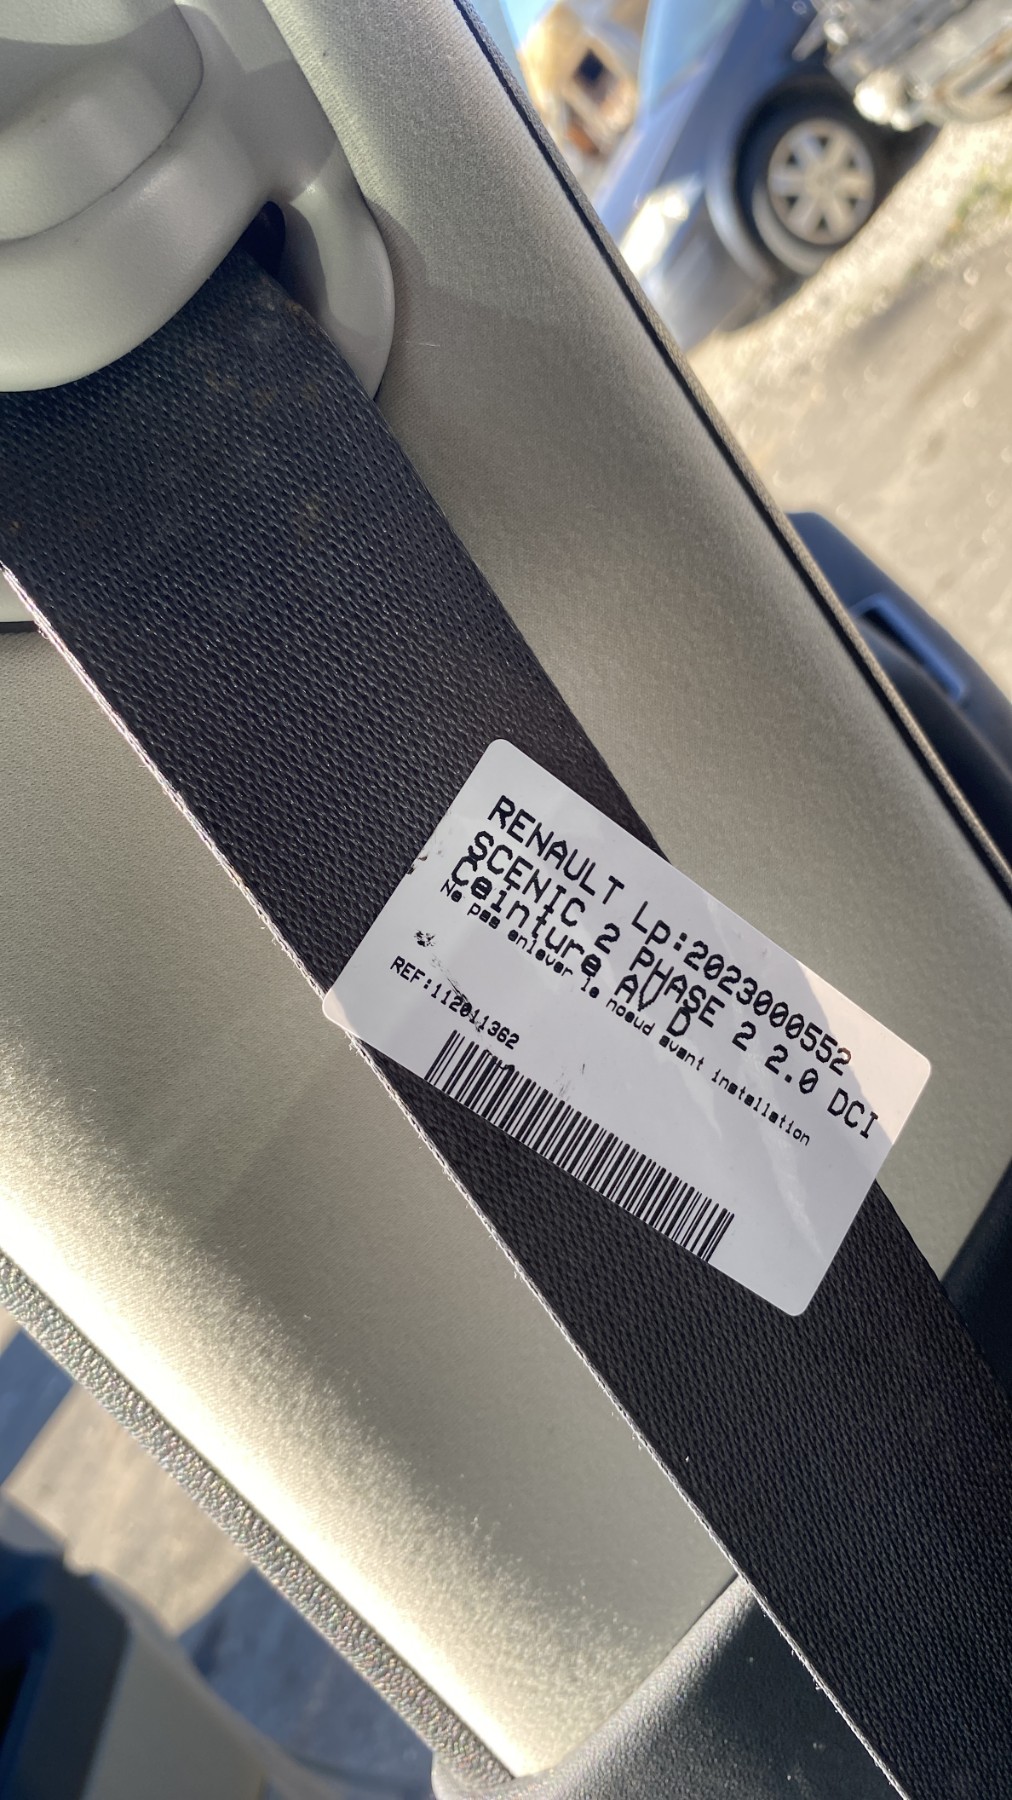 RENAULT Lp:2023000552
SCENIC 2 PHASE 2 2.0 DCI
Ceinture AV D
Ne pas enlever le noeud avant installation
REF:112011362